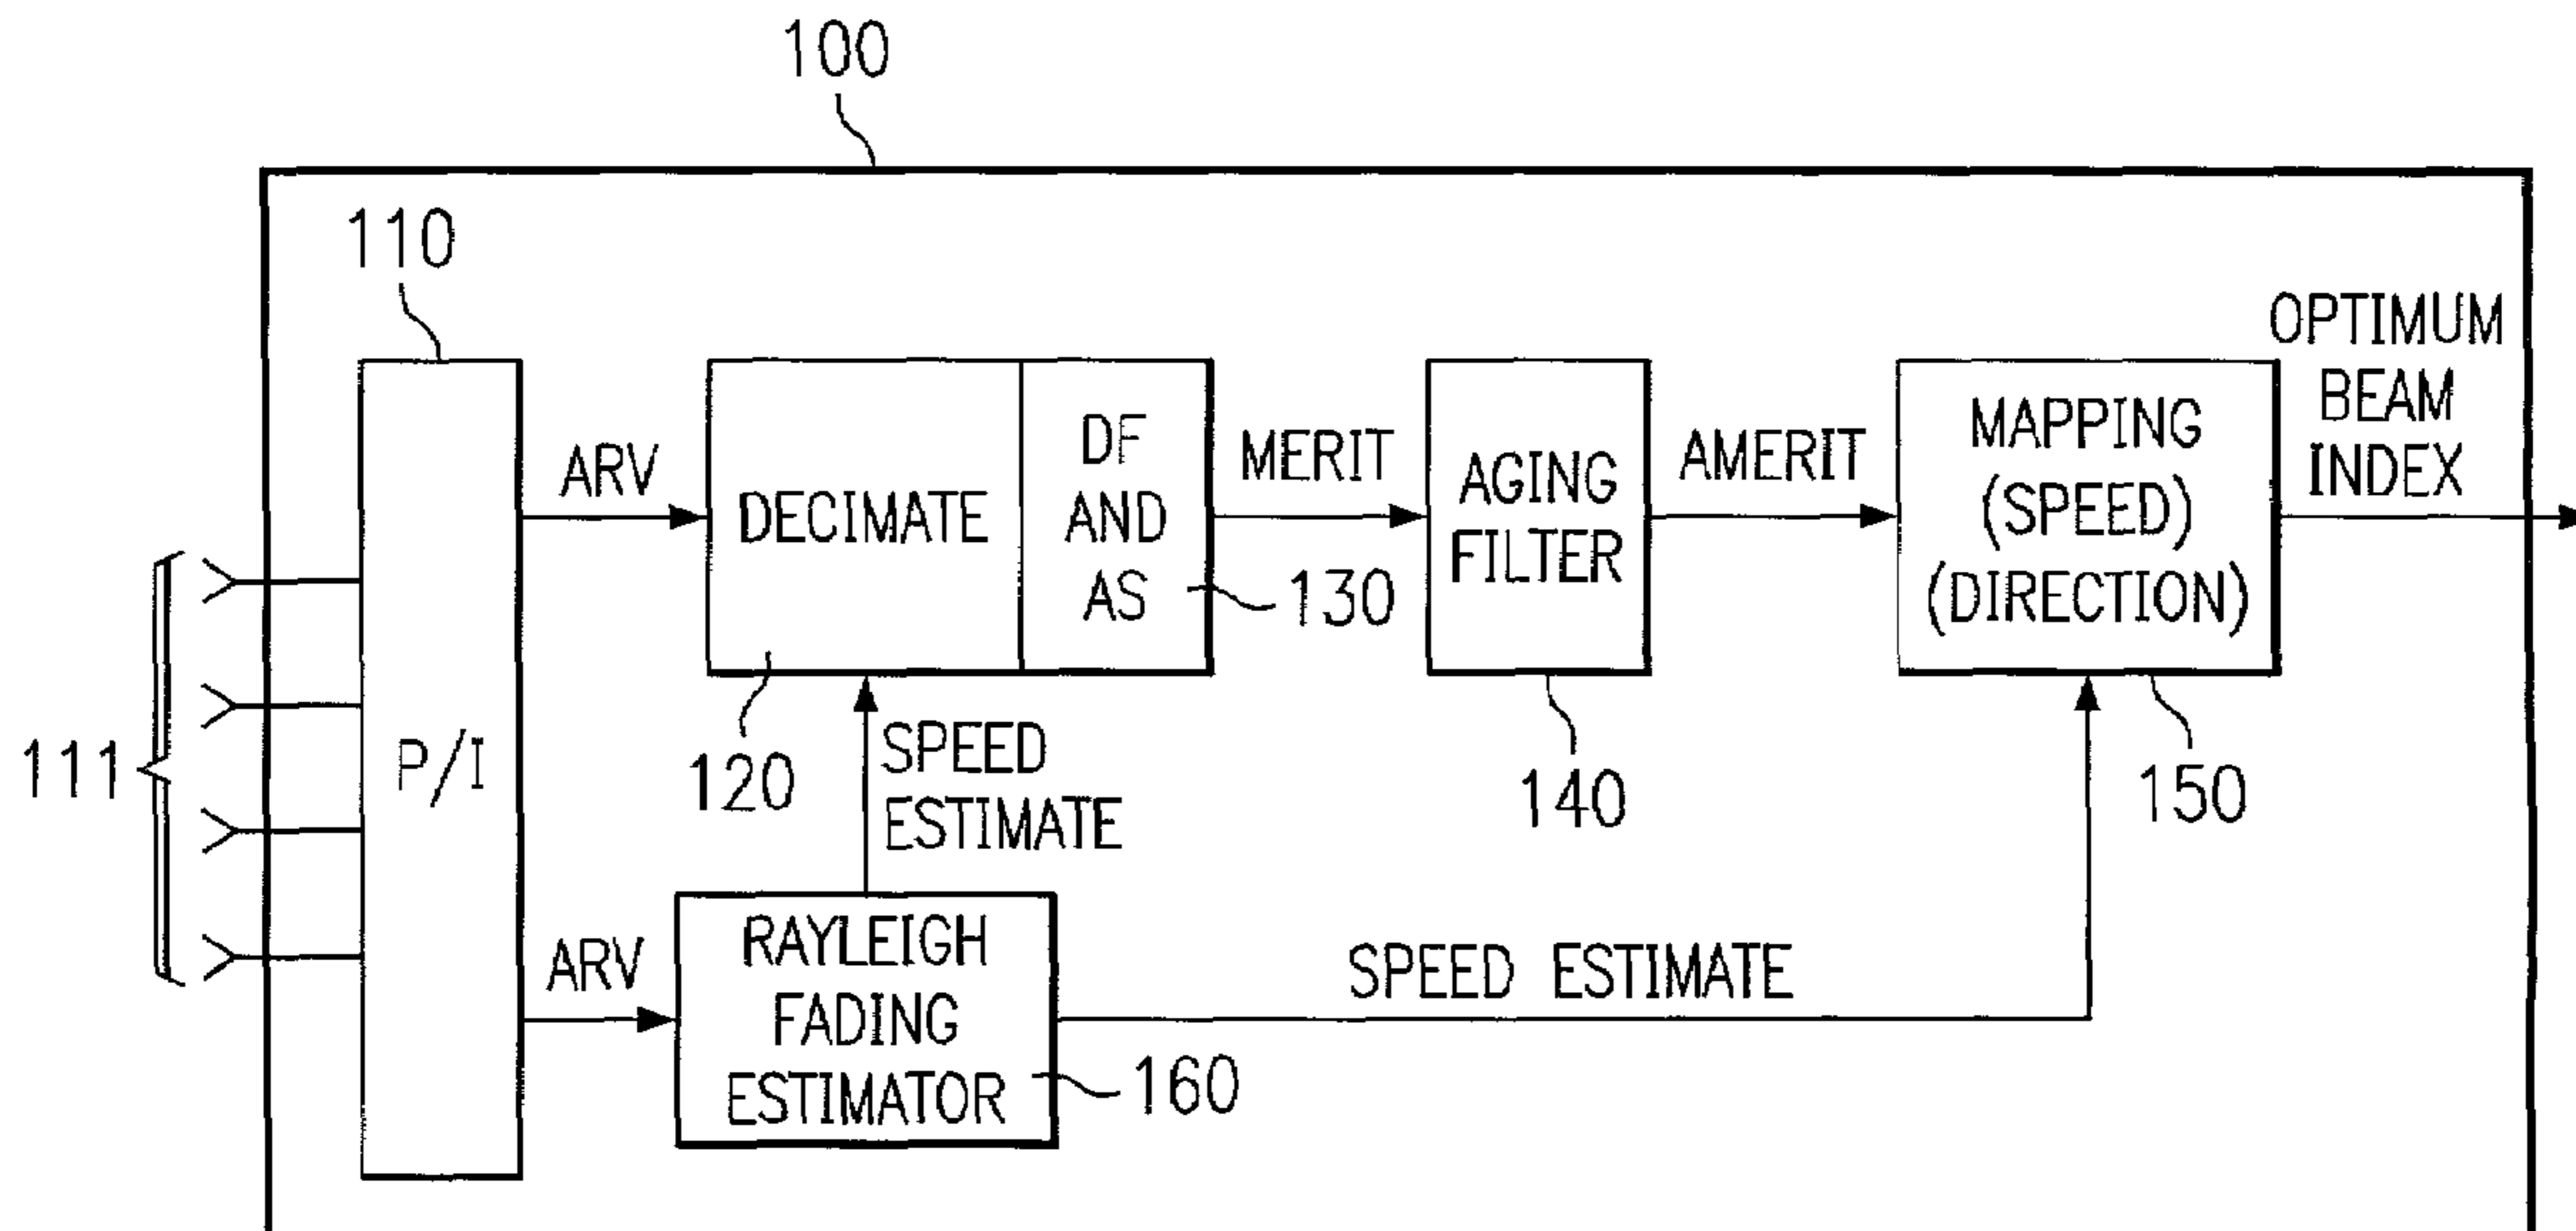 100
110
OPTIMUM
BEAM
INDEX
ARV
DECIMATE
DF
AND
AS
130
MERIT
AGING
FILTER
AMERIT
MAPPING
(SPEED)
(DIRECTION)
111
P/I
120
SPEED
ESTIMATE
140
150
ARV
RAYLEIGH
FADING
ESTIMATOR
160
SPEED ESTIMATE